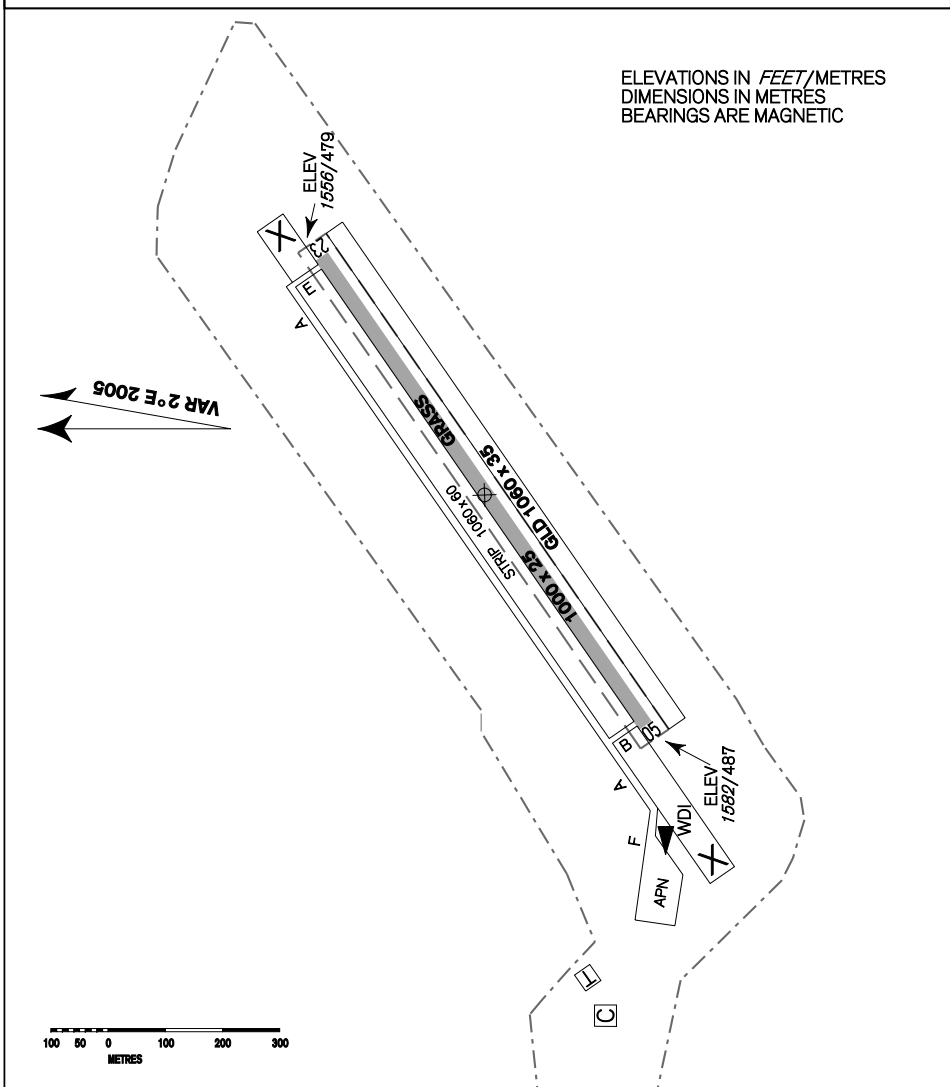 ELEVATIONS IN FEET/METRES
DIMENSIONS IN METRES
BEARINGS ARE MAGNETIC
ELEV
1556/479
X
23
E
A
VAR 2°E 2005
GRASS
GLD 1060 x 35
STRIP 1060 x 60
1000 x 25
B
05
A
ELEV
1582/487
WDI
F
X
APN
T
C
100 50 0 100 200 300
METRES